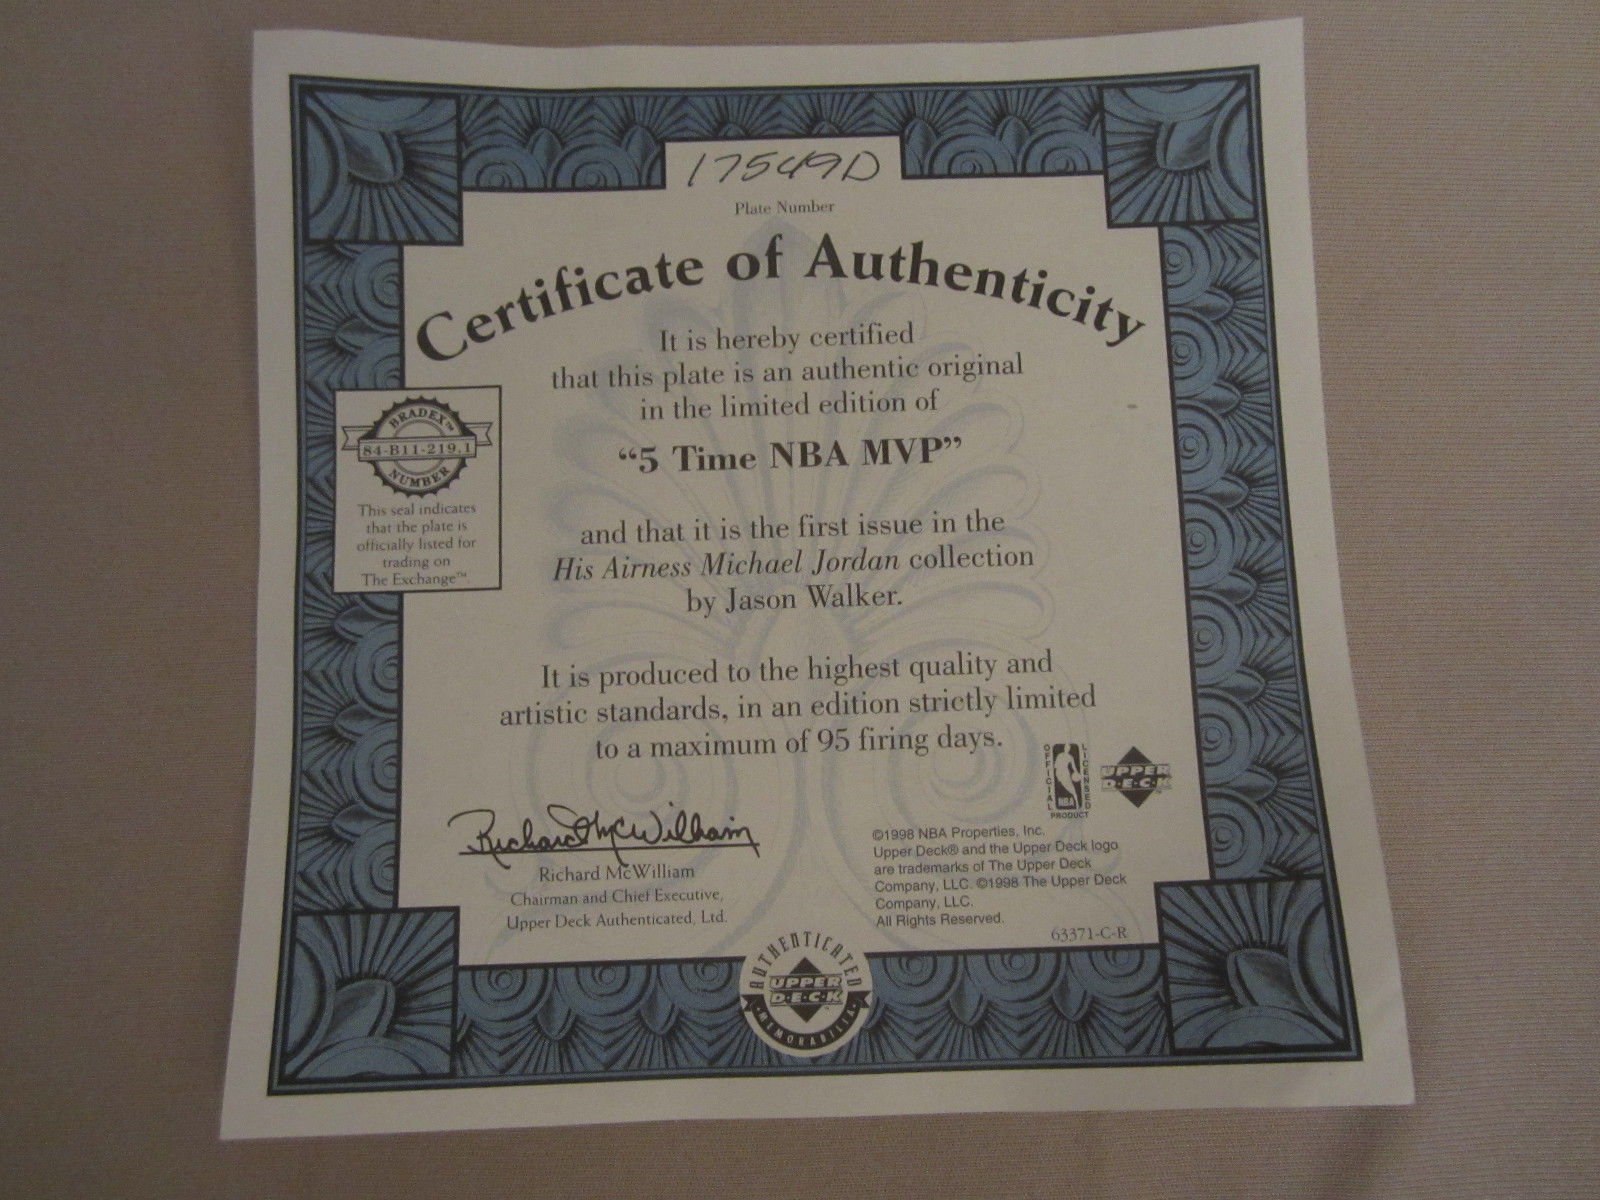 17549D
Plate Number
Certificate of Authenticity
It is hereby certified
that this plate is an authentic original
in the limited edition of
“5 Time NBA MVP”
and that it is the first issue in the
His Airness Michael Jordan collection
by Jason Walker.
It is produced to the highest quality and
artistic standards, in an edition strictly limited
to a maximum of 95 firing days.
BRADEX™
84-B11-219.1
NUMBER
This seal indicates
that the plate is
officially listed for
trading on
The Exchange™.
Richard McWilliam
Richard McWilliam
Chairman and Chief Executive,
Upper Deck Authenticated, Ltd.
OFFICIAL LICENSED
NBA
PRODUCT
UPPER
D·E·C·K
©1998 NBA Properties, Inc.
Upper Deck® and the Upper Deck logo
are trademarks of The Upper Deck
Company, LLC. ©1998 The Upper Deck
Company, LLC.
All Rights Reserved.
63371-C-R
AUTHENTICATED
UPPER
D·E·C·K
MEMORABILIA